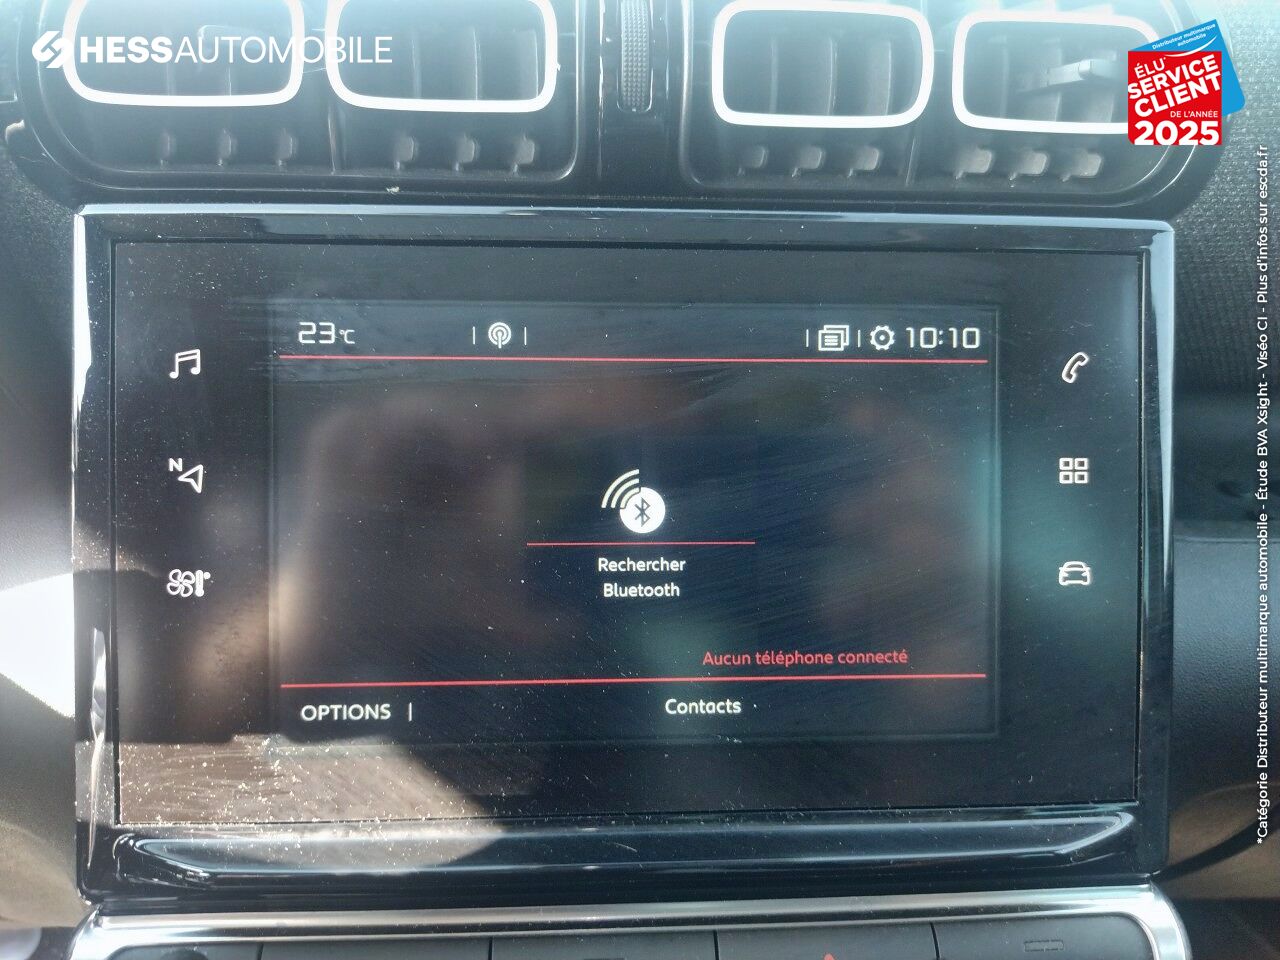 HESSAUTOMOBILE
Distributeur multimarque
automobile*
ÉLU
SERVICE
CLIENT
DE L'ANNÉE
2025
23°C
10:10
N
Rechercher
Bluetooth
Aucun téléphone connecté
OPTIONS
Contacts
*Catégorie Distributeur multimarque automobile - Étude BVA Xsight - Viséo CI - Plus d'infos sur escda.fr